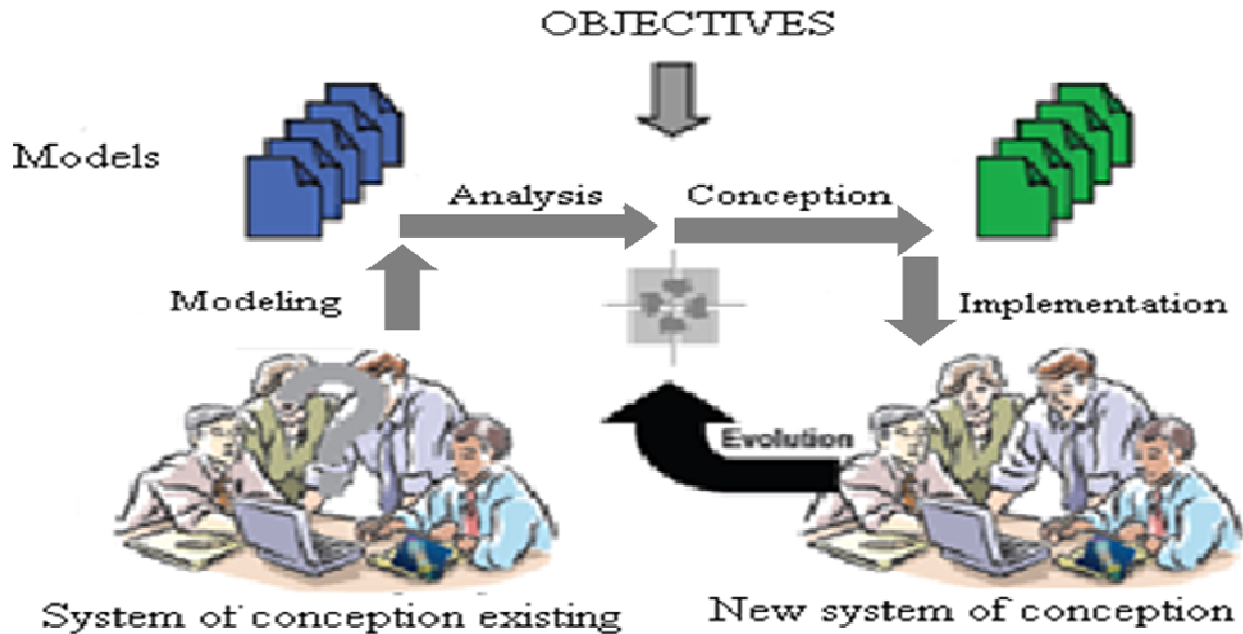 OBJECTIVES
Models
Analysis
Conception
Modeling
Implementation
Evolution
System of conception existing
New system of conception